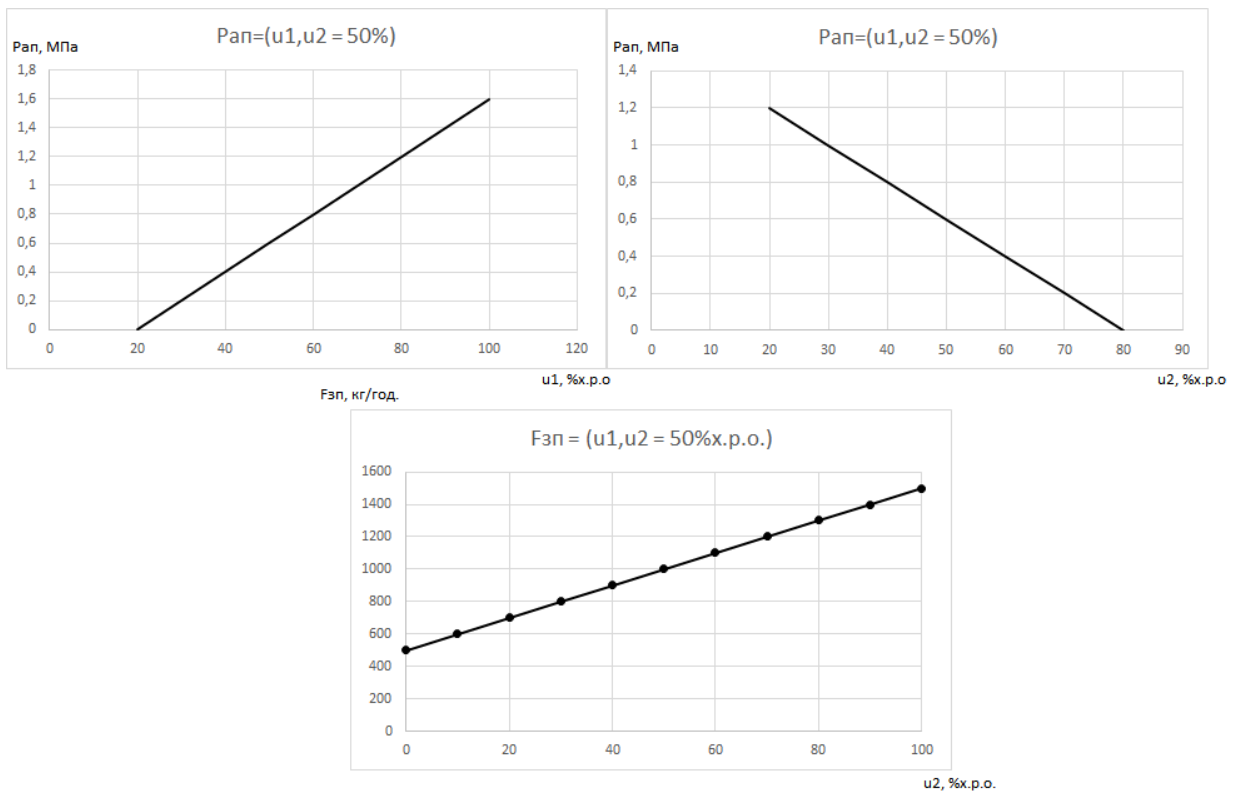 Рап, МПа
Рап=(u1,u2 = 50%)
1,8
1,6
1,4
1,2
1
0,8
0,6
0,4
0,2
0
0 20 40 60 80 100 120
u1, %х.р.о
Рап, МПа
Рап=(u1,u2 = 50%)
1,4
1,2
1
0,8
0,6
0,4
0,2
0
0 10 20 30 40 50 60 70 80 90
u2, %х.р.о
Fзп, кг/год.
Fзп = (u1,u2 = 50%х.р.о.)
1600
1400
1200
1000
800
600
400
200
0
0 20 40 60 80 100
u2, %х.р.о.